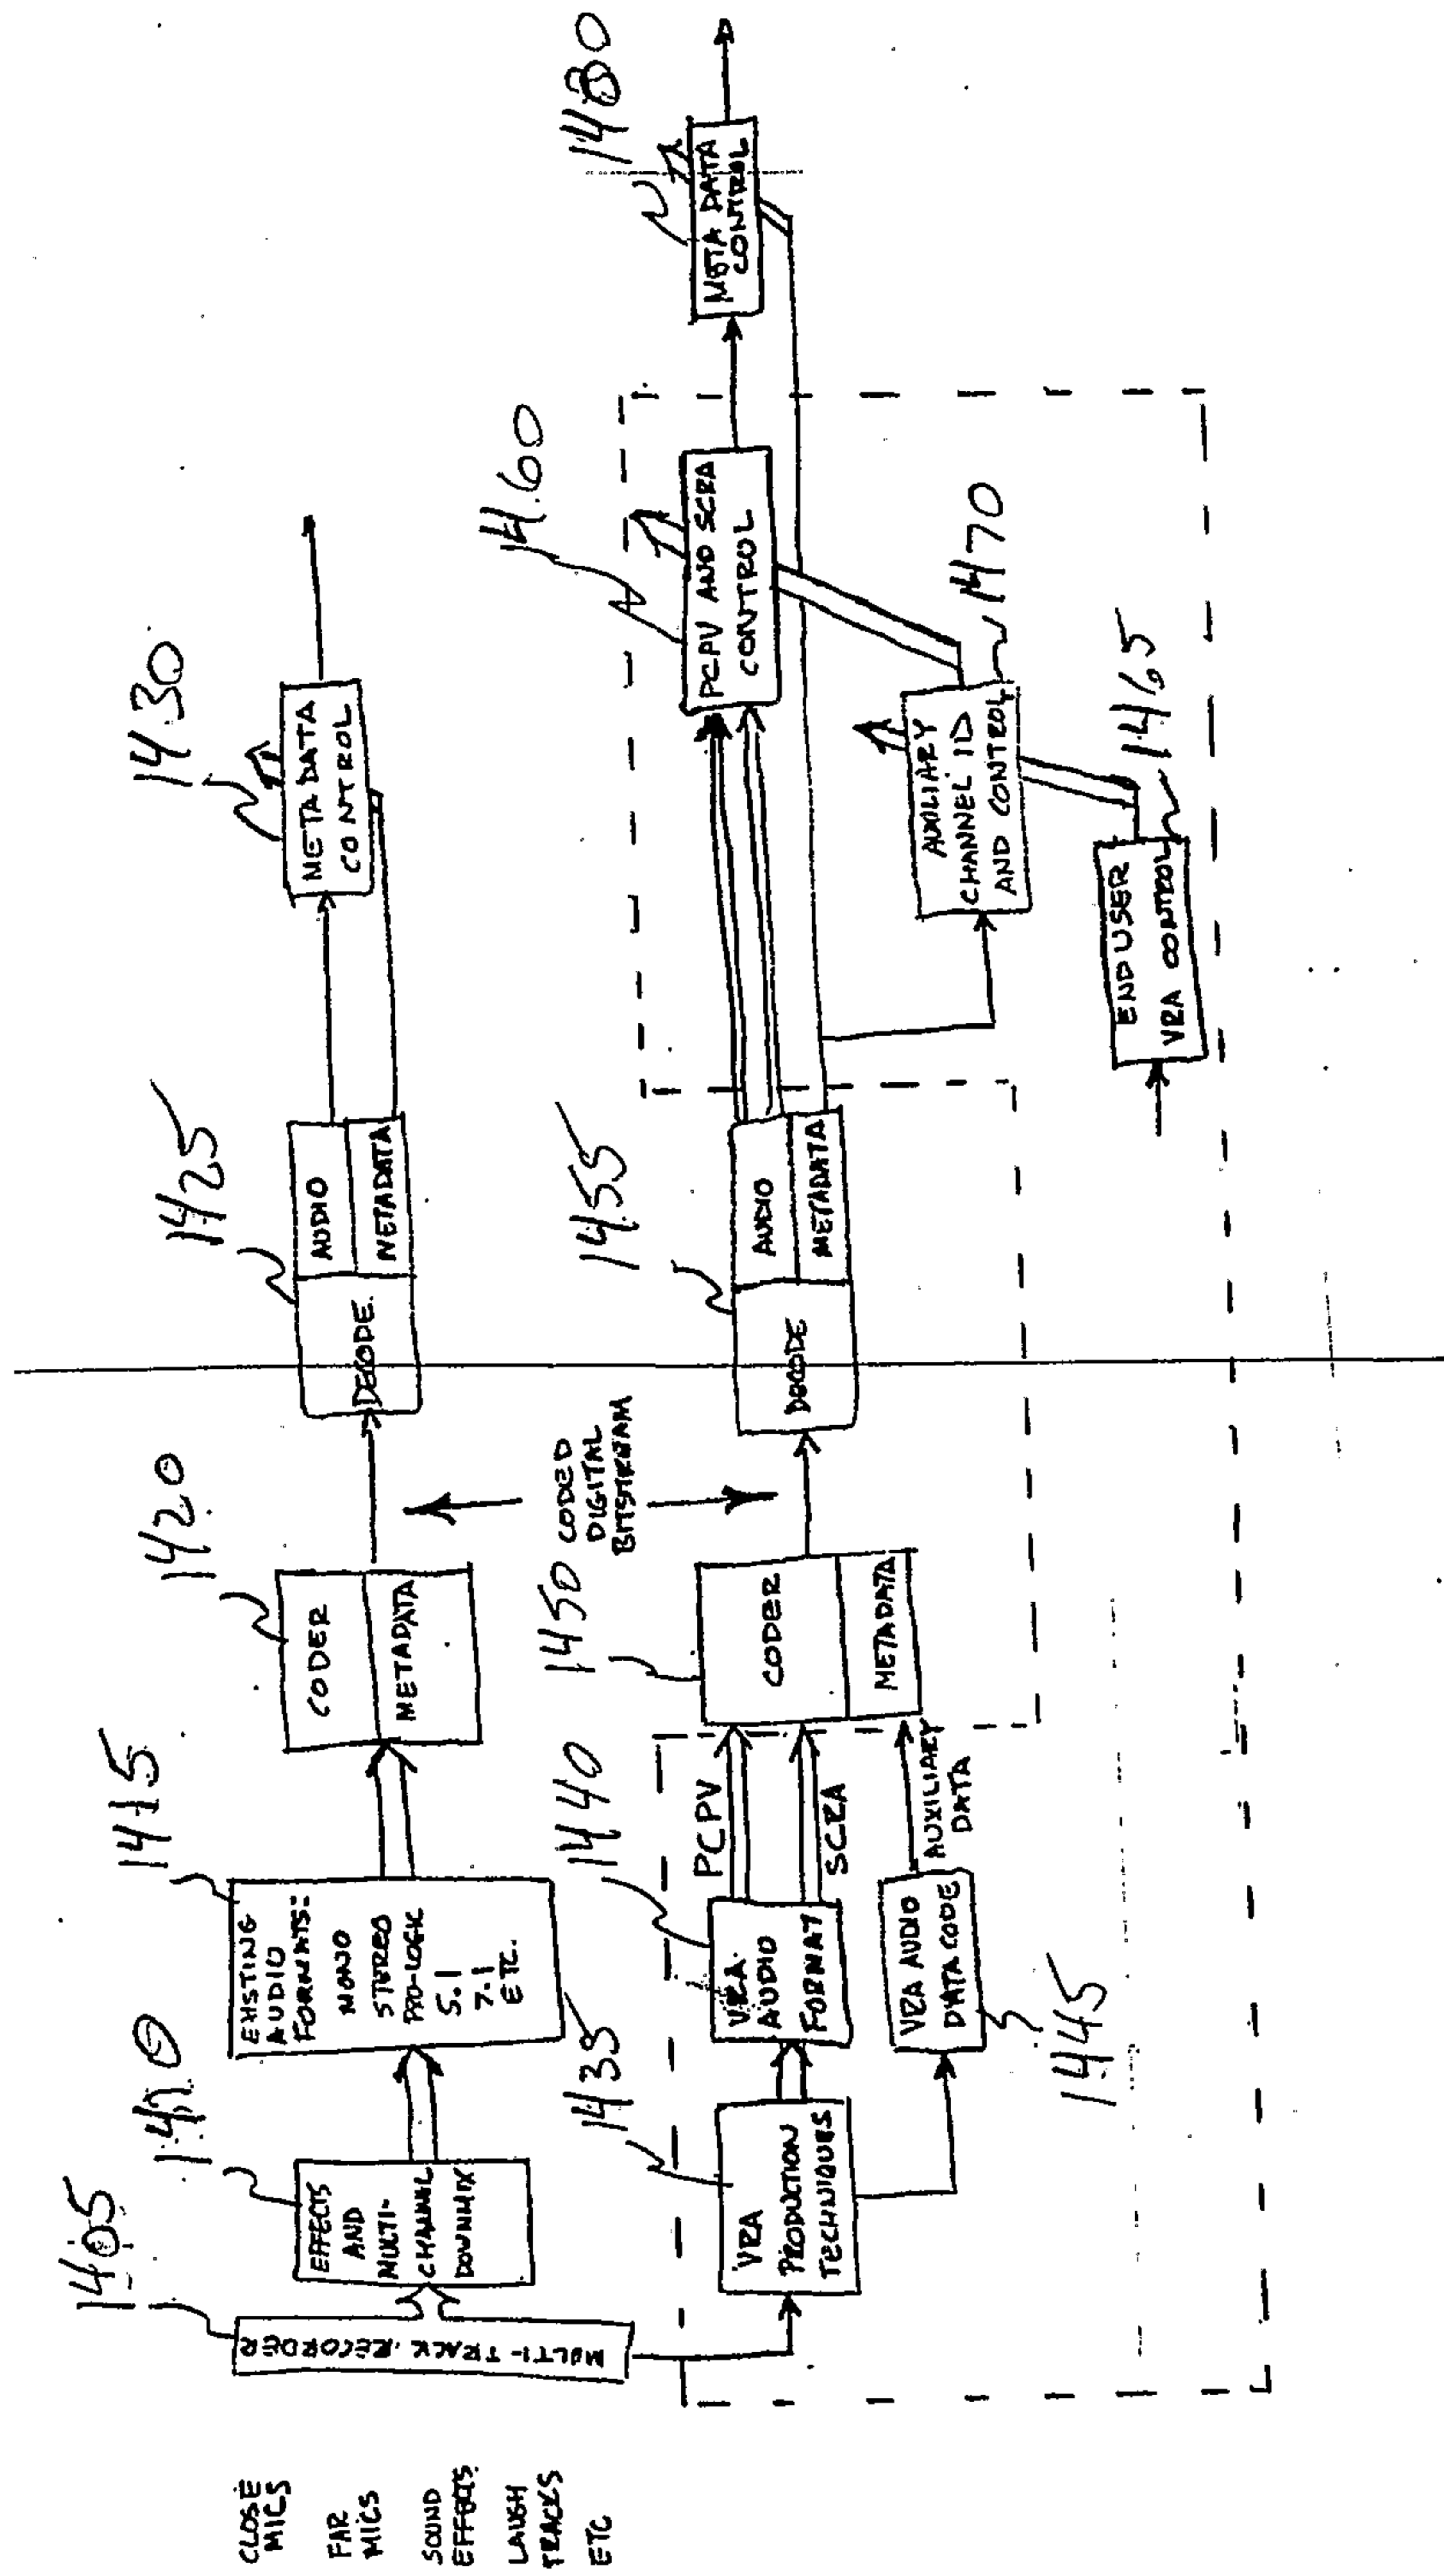 CLOSE
MICS
FAR
MICS
SOUND
EFFECTS
LAUGH
TRACKS
ETC
1405
MULTI-TRACK RECORDER
1410
EFFECTS
AND
MULTI-
CHANNEL
DOWNMIX
1415
EXISTING
AUDIO
FORMATS:
MONO
STEREO
PRO-LOGIC
5.1
7.1
ETC.
1420
CODER
METADATA
1425
DECODE.
AUDIO
METADATA
1430
META DATA
CONTROL
CODED
DIGITAL
BITSTREAM
1435
VRA
PRODUCTION
TECHNIQUES
1440
VRA
AUDIO
FORMAT
PCPV
SCRA
1445
VRA AUDIO
DATA CODE
AUXILIARY
DATA
1450
CODER
METADATA
1455
DECODE
AUDIO
METADATA
1460
PCPV AND SCRA
CONTROL
1470
AUXILIARY
CHANNEL ID
AND CONTROL
1465
END USER
VRA CONTROL
1480
META DATA
CONTROL